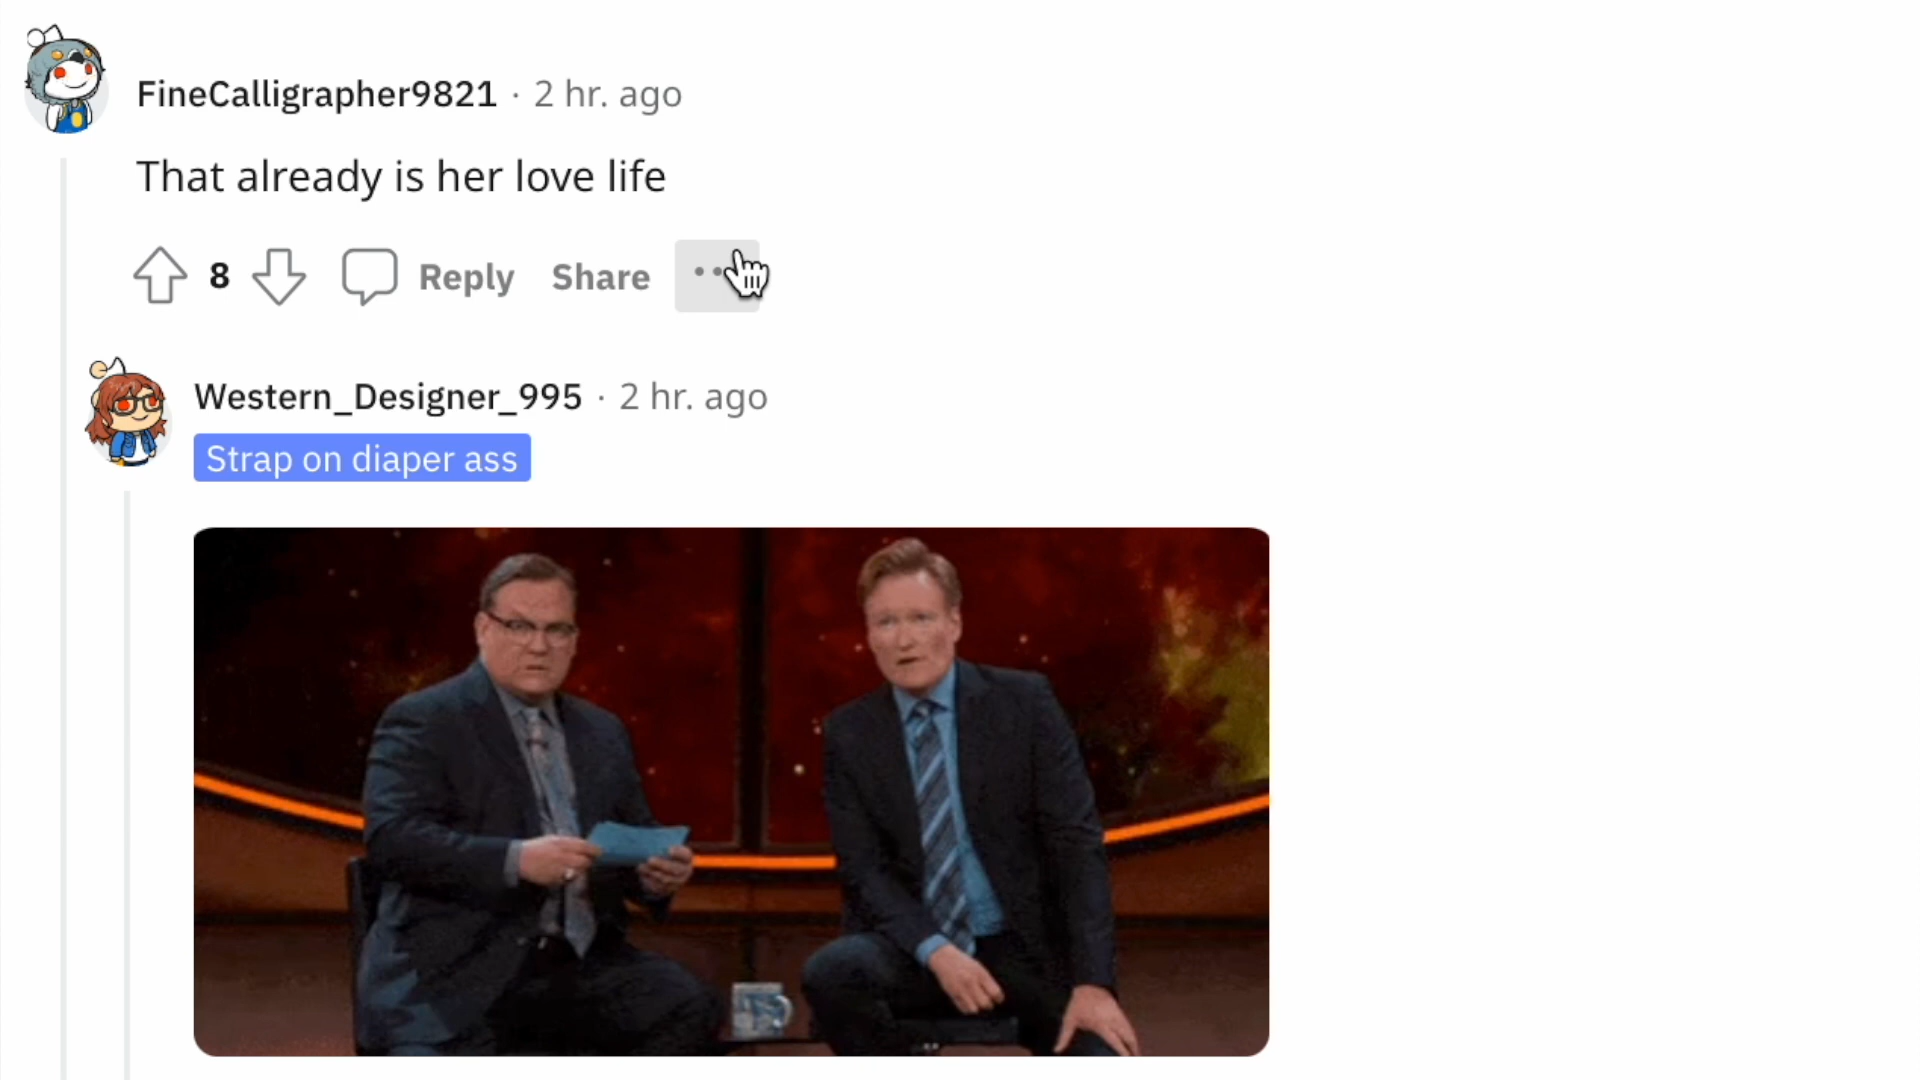 FineCalligrapher9821 · 2 hr. ago
That already is her love life
8 Reply Share
Western_Designer_995 · 2 hr. ago
Strap on diaper ass